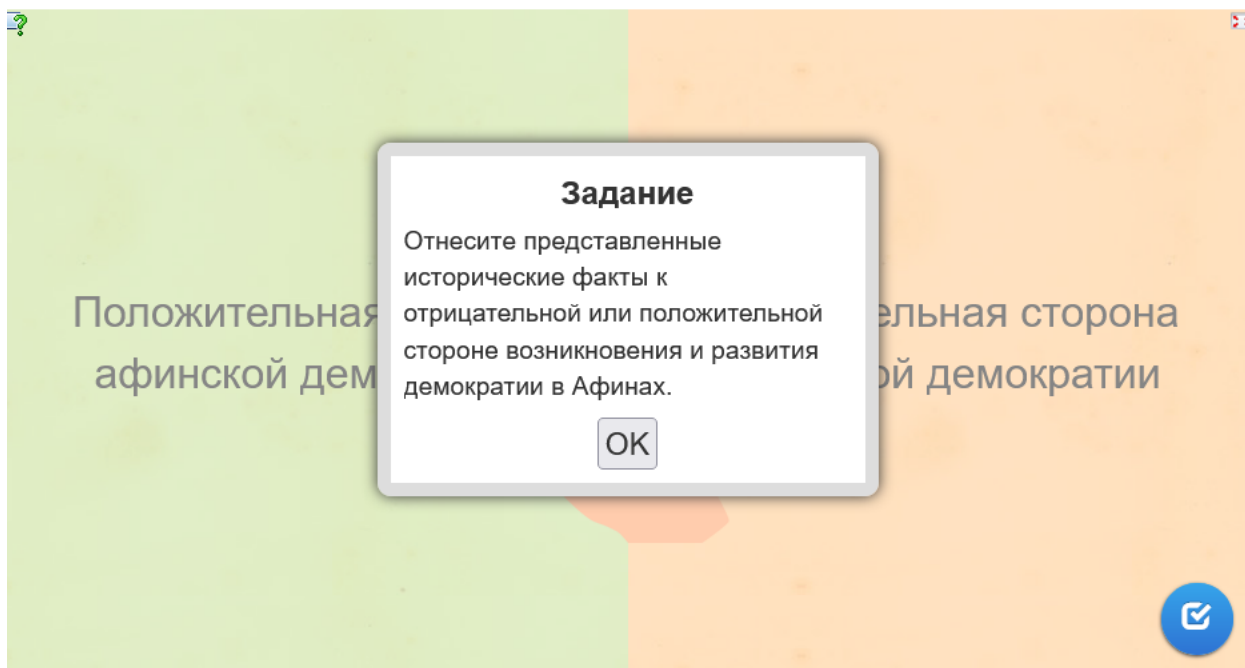 Задание
Отнесите представленные
исторические факты к
отрицательной или положительной
стороне возникновения и развития
демократии в Афинах.
OK
Положительная
афинской дем
ельная сторона
ой демократии